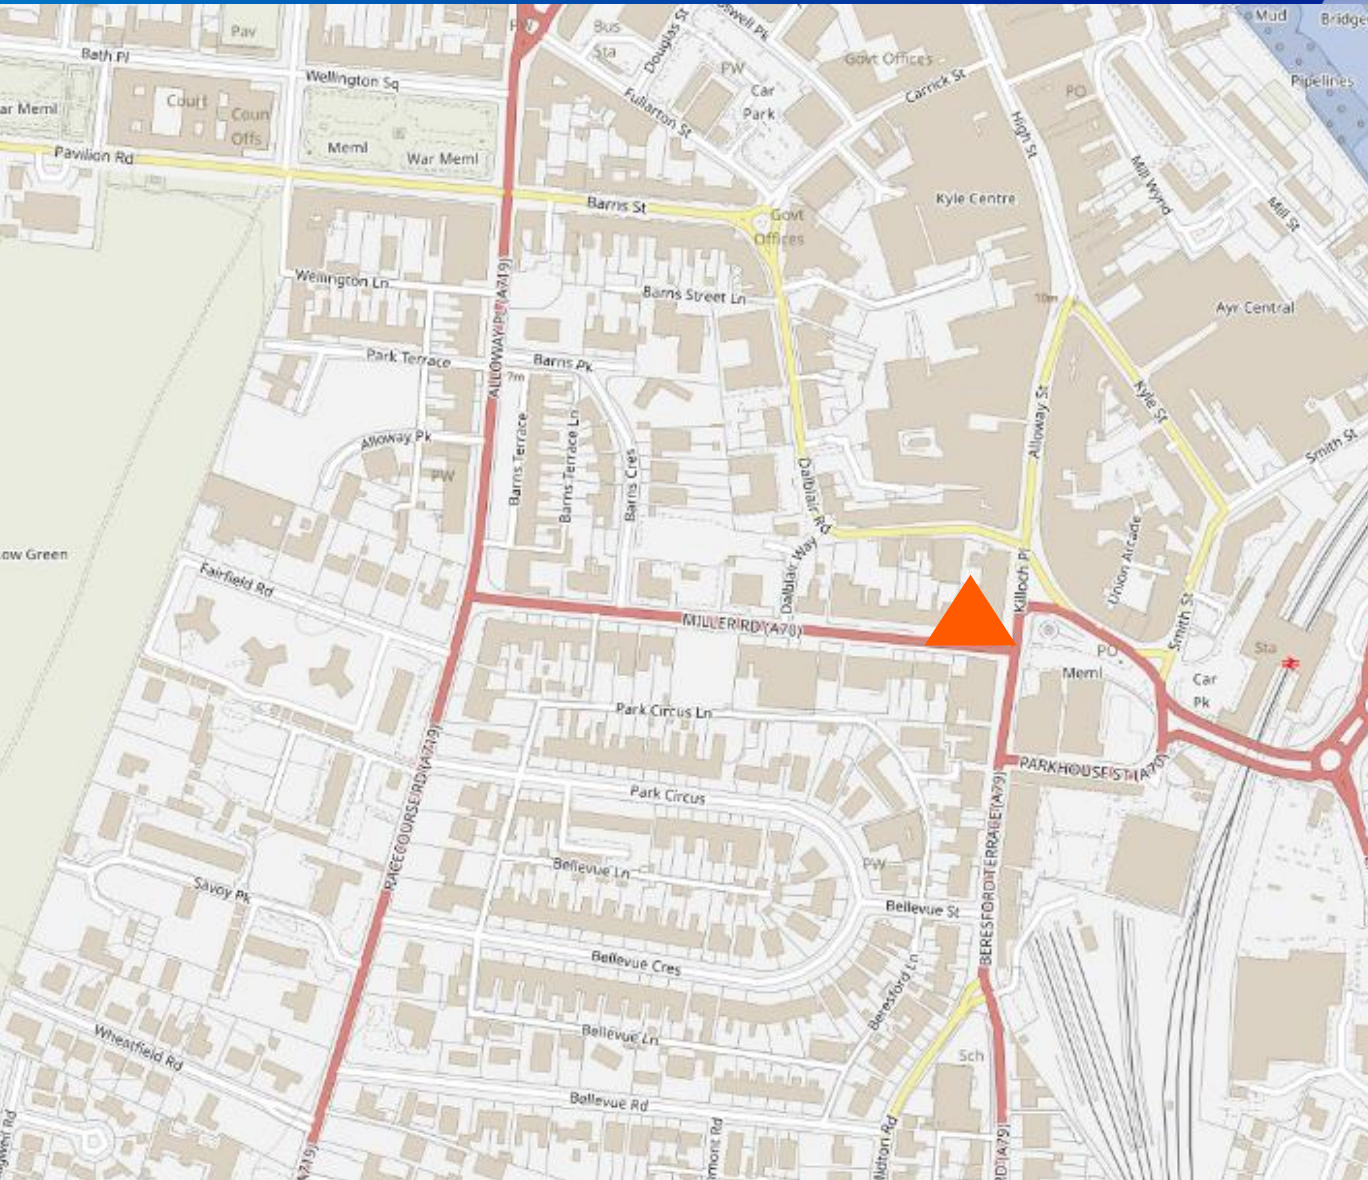 Pav
Bath Pl
Bus
Sta
Douglas St
Govt Offices
Mud
Pipelines
PW
Wellington Sq
Car
Park
Carrick St
PO
ar Meml
Court
Coun
Offs
Fullarton St
High St
Meml
War Meml
Pavilion Rd
Mill Wynd
Barns St
Kyle Centre
Mill St
Govt
Offices
Wellington Ln
ALLOWAY PL (A719)
Barns Street Ln
10m
Ayr Central
Park Terrace
7m
Barns Pk
Kyle St
Alloway St
Alloway Pk
PW
Barns Terrace
Barns Terrace Ln
Barns Cres
Dalblair Rd
Smith St
ow Green
Dalblair Way
Killoch Pl
Union Arcade
Fairfield Rd
MILLER RD (A70)
Smith St
PO
Meml
Sta
Car
Pk
Park Circus Ln
RACECOURSE RD (A719)
PARKHOUSE ST (A70)
Park Circus
BERESFORD TERRACE (A79)
Bellevue Ln
PW
Savoy Pk
Bellevue St
Bellevue Cres
Beresford Ln
Bellevue Ln
Wheatfield Rd
Sch
Bellevue Rd
mont Rd